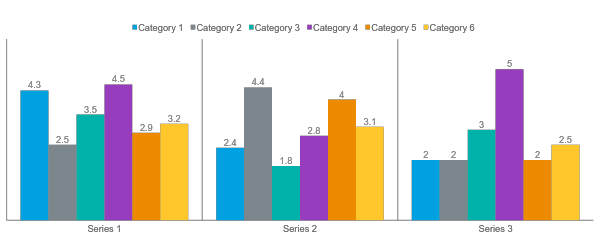 Category 1 Category 2 Category 3 Category 4 Category 5 Category 6
4.3 2.5 3.5 4.5 2.9 3.2
2.4 4.4 1.8 2.8 4 3.1
2 2 3 5 2 2.5
Series 1 Series 2 Series 3